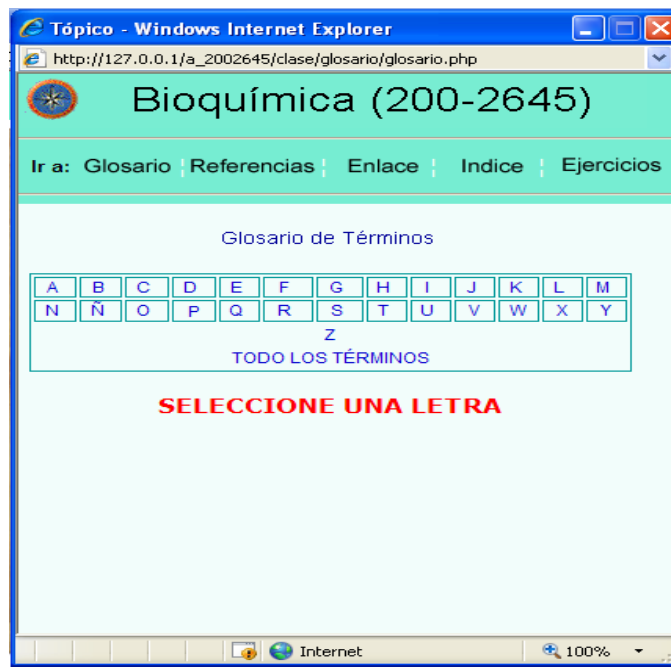 Tópico - Windows Internet Explorer
http://127.0.0.1/a_2002645/clase/glosario/glosario.php
Bioquímica (200-2645)
Ir a: Glosario Referencias Enlace Indice Ejercicios
Glosario de Términos
A B C D E F G H I J K L M
N Ñ O P Q R S T U V W X Y
Z
TODO LOS TÉRMINOS
SELECCIONE UNA LETRA
Internet 100%